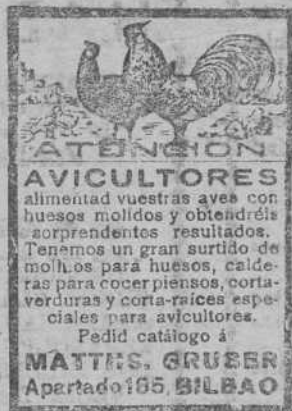 ATENCION
AVICULTORES
alimentad vuestras aves con
huesos molidos y obtendréis
sorprendentes resultados.
Tenemos un gran surtido de
molinos para huesos, calde-
ras para cocer piensos, corta-
verduras y corta-raíces espe-
ciales para avicultores.
Pedid catálogo á
MATTHS. GRUBER
Apartado 185, BILBAO